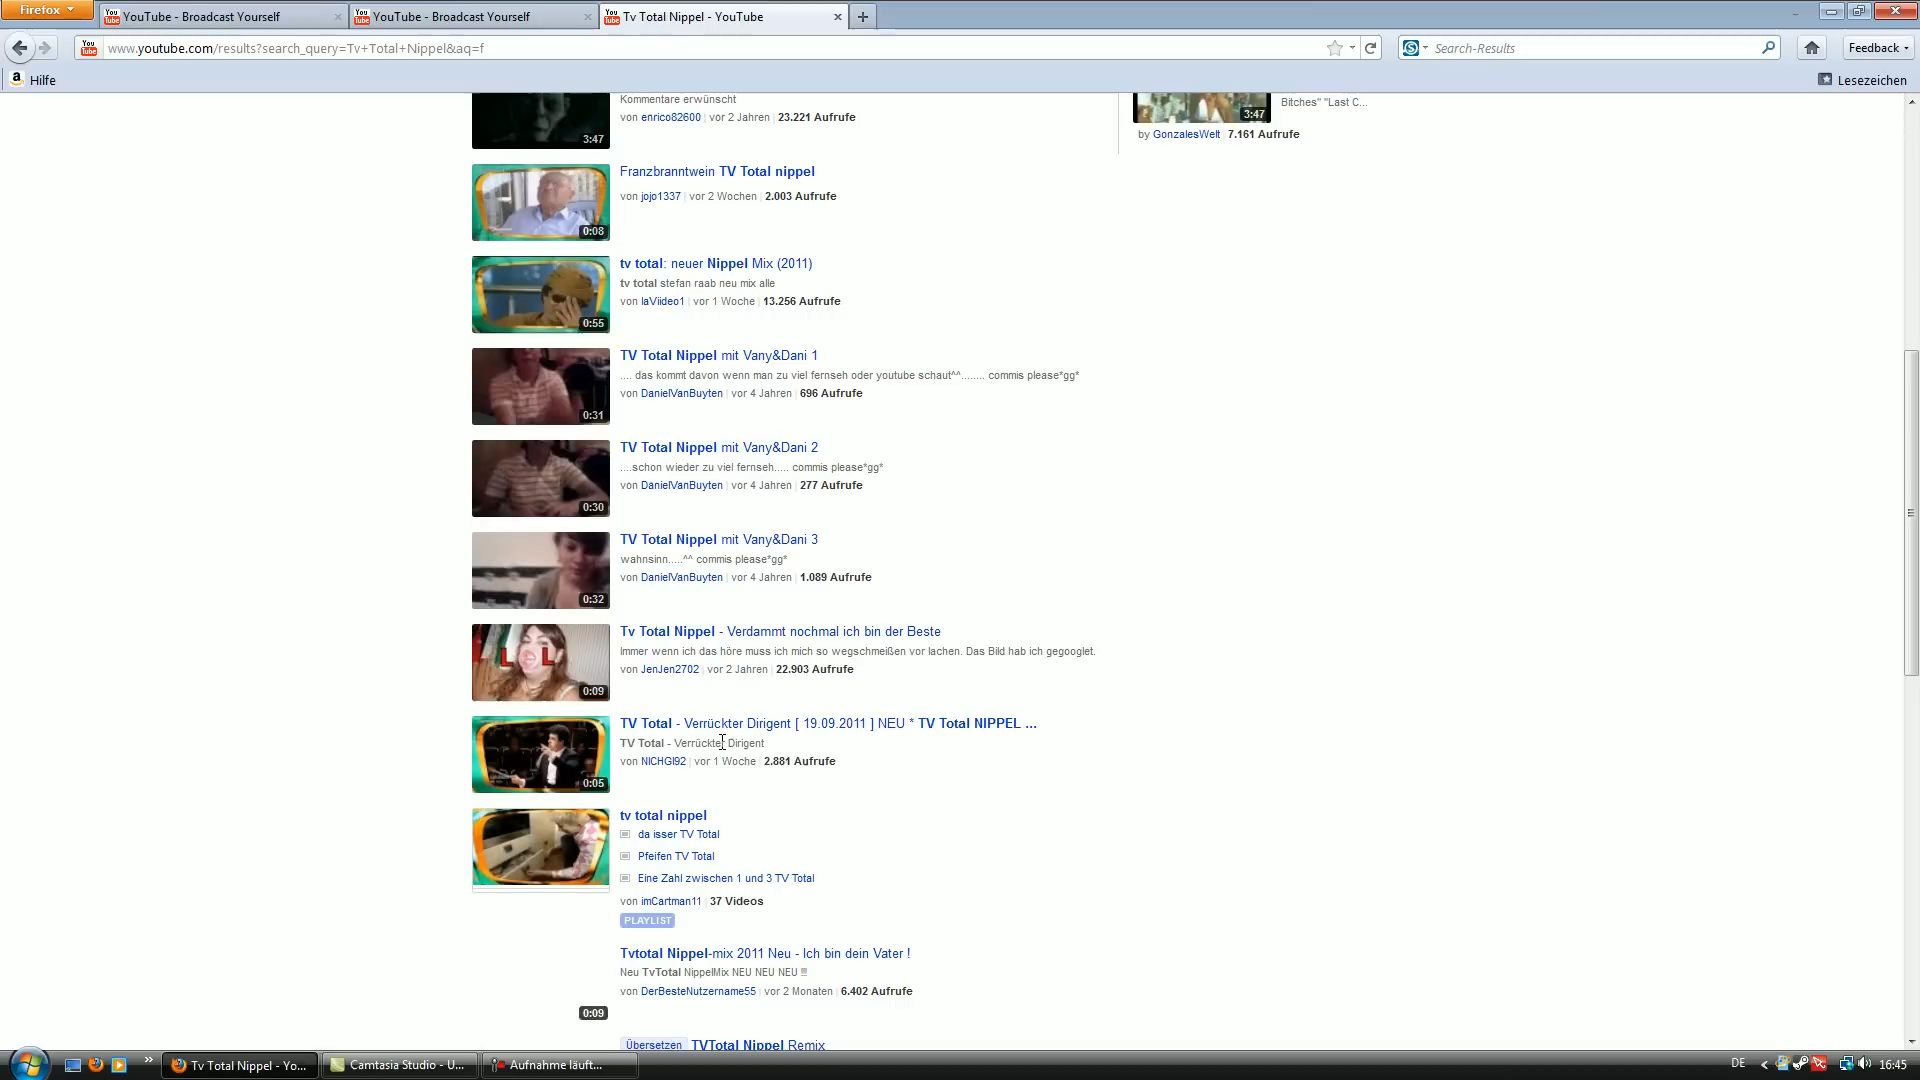 Firefox
YouTube - Broadcast Yourself
YouTube - Broadcast Yourself
Tv Total Nippel - YouTube
www.youtube.com/results?search_query=Tv+Total+Nippel&aq=f
Search-Results
Feedback
Hilfe
Lesezeichen
Kommentare erwünscht
von enrico82600 | vor 2 Jahren | 23.221 Aufrufe
3:47
Bitches" "Last C...
3:47
by GonzalesWelt | 7.161 Aufrufe
Franzbranntwein TV Total nippel
von jojo1337 | vor 2 Wochen | 2.003 Aufrufe
0:08
tv total: neuer Nippel Mix (2011)
tv total stefan raab neu mix alle
von laViideo1 | vor 1 Woche | 13.256 Aufrufe
0:55
TV Total Nippel mit Vany&Dani 1
.... das kommt davon wenn man zu viel fernseh oder youtube schaut^^........ commis please*gg*
von DanielVanBuyten | vor 4 Jahren | 696 Aufrufe
0:31
TV Total Nippel mit Vany&Dani 2
....schon wieder zu viel fernseh..... commis please*gg*
von DanielVanBuyten | vor 4 Jahren | 277 Aufrufe
0:30
TV Total Nippel mit Vany&Dani 3
wahnsinn.....^^ commis please*gg*
von DanielVanBuyten | vor 4 Jahren | 1.089 Aufrufe
0:32
Tv Total Nippel - Verdammt nochmal ich bin der Beste
Immer wenn ich das höre muss ich mich so wegschmeißen vor lachen. Das Bild hab ich gegooglet.
von JenJen2702 | vor 2 Jahren | 22.903 Aufrufe
0:09
TV Total - Verrückter Dirigent [ 19.09.2011 ] NEU * TV Total NIPPEL ...
TV Total - Verrückter Dirigent
von NICHGI92 | vor 1 Woche | 2.881 Aufrufe
0:05
tv total nippel
da isser TV Total
Pfeifen TV Total
Eine Zahl zwischen 1 und 3 TV Total
von imCartman11 | 37 Videos
PLAYLIST
Tvtotal Nippel-mix 2011 Neu - Ich bin dein Vater !
Neu TvTotal NippelMix NEU NEU NEU !!!
von DerBesteNutzername55 | vor 2 Monaten | 6.402 Aufrufe
0:09
Übersetzen TVTotal Nippel Remix
Tv Total Nippel - Yo...
Camtasia Studio - U...
Aufnahme läuft...
DE
16:45